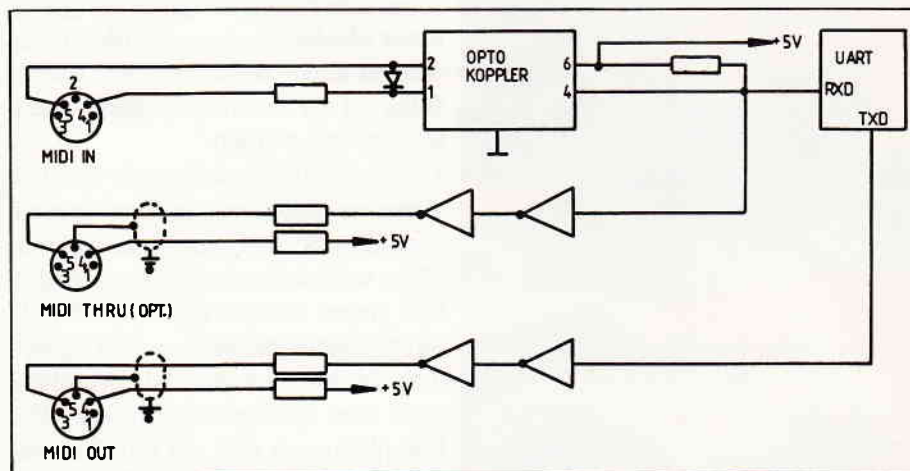 +5V
OPTO
KOPPLER
UART
2
6
1
4
RXD
TXD
2
5 4
3 1
MIDI IN
+5V
5 4
3 1
MIDI THRU (OPT.)
+5V
5 4
3 1
MIDI OUT